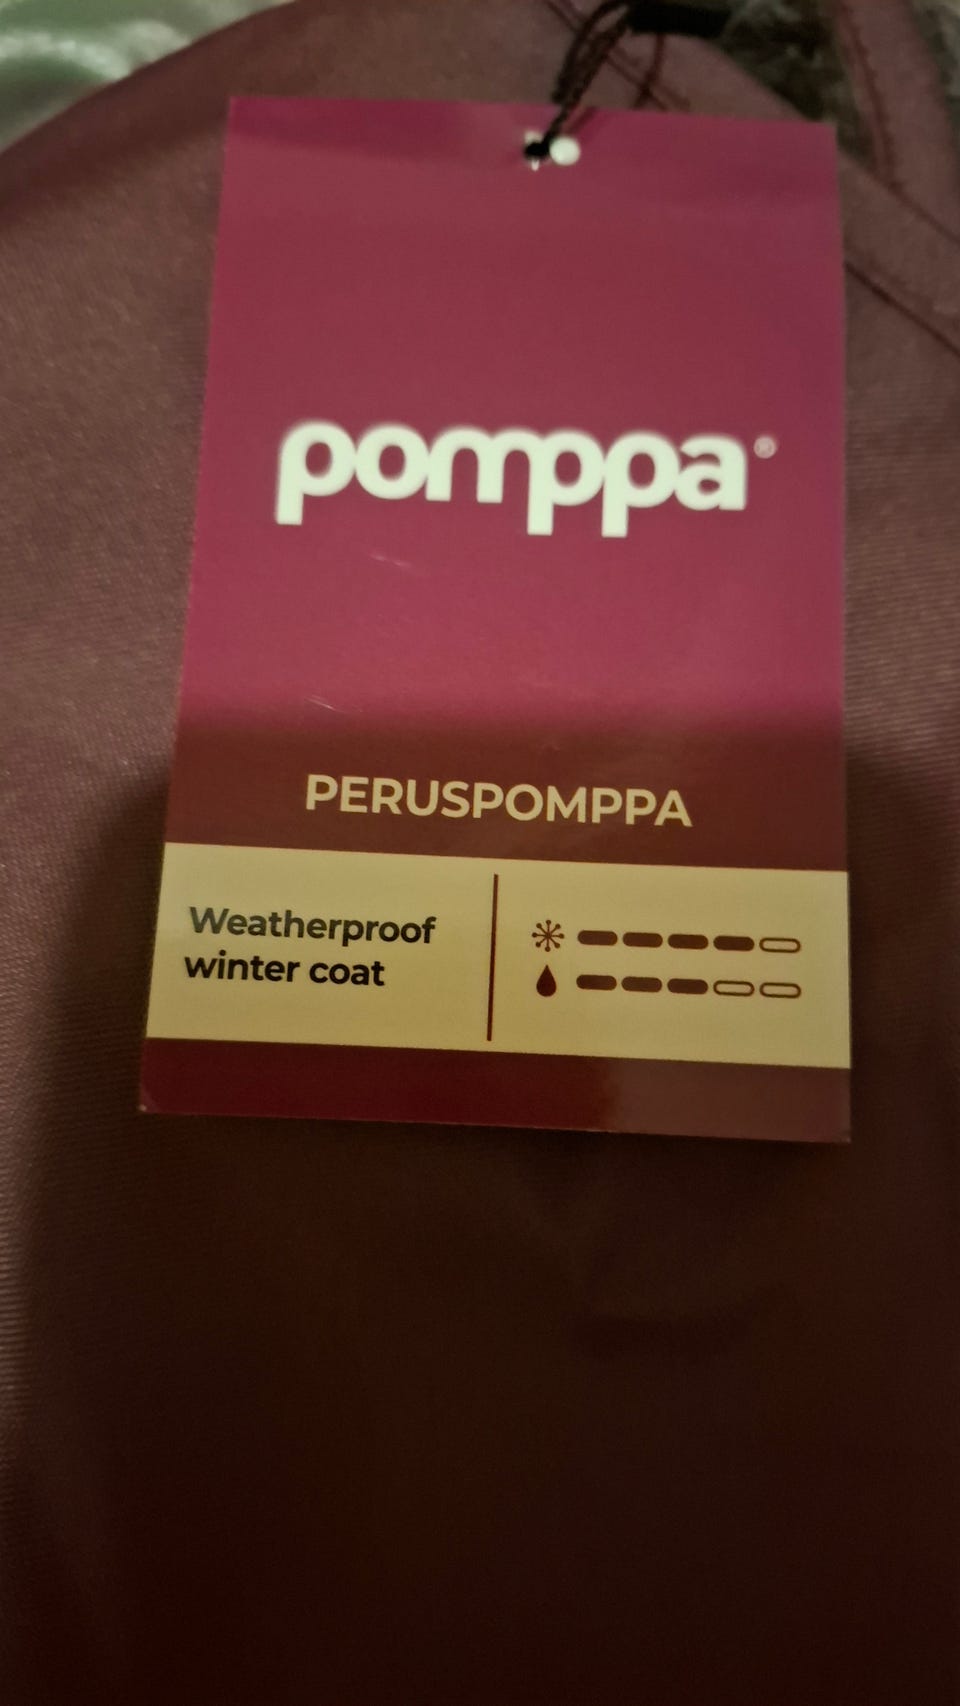 pomppa®
PERUSPOMPPA
Weatherproof
winter coat